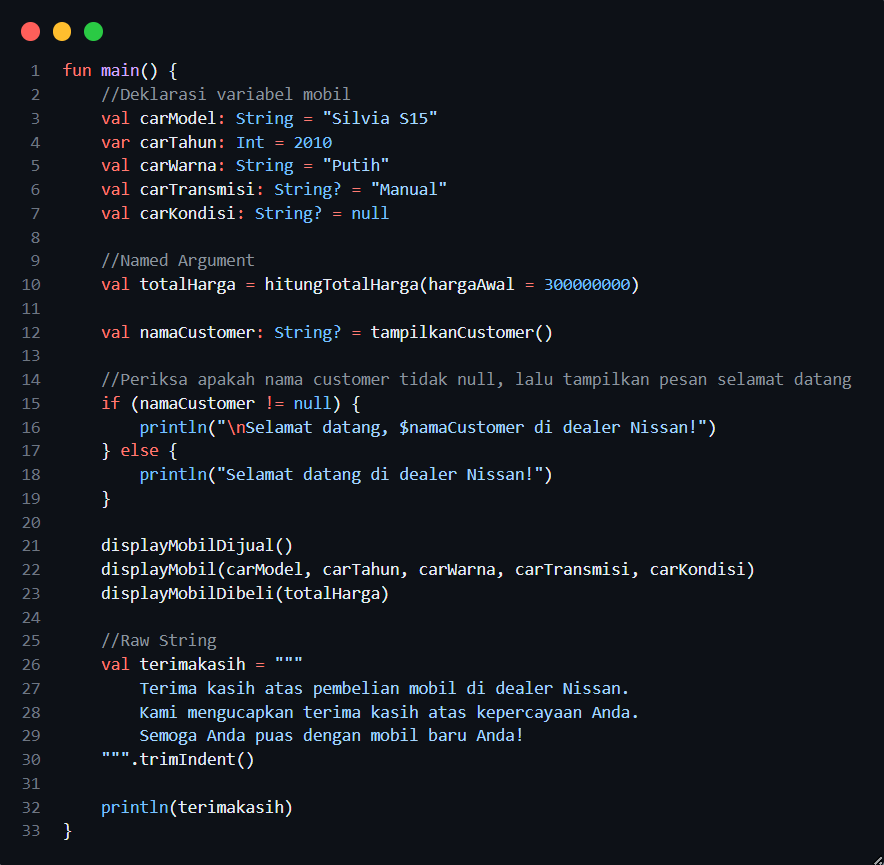 1 fun main() {
2     //Deklarasi variabel mobil
3     val carModel: String = "Silvia S15"
4     var carTahun: Int = 2010
5     val carWarna: String = "Putih"
6     val carTransmisi: String? = "Manual"
7     val carKondisi: String? = null
8
9     //Named Argument
10     val totalHarga = hitungTotalHarga(hargaAwal = 300000000)
11
12     val namaCustomer: String? = tampilkanCustomer()
13
14     //Periksa apakah nama customer tidak null, lalu tampilkan pesan selamat datang
15     if (namaCustomer != null) {
16         println("\nSelamat datang, $namaCustomer di dealer Nissan!")
17     } else {
18         println("Selamat datang di dealer Nissan!")
19     }
20
21     displayMobilDijual()
22     displayMobil(carModel, carTahun, carWarna, carTransmisi, carKondisi)
23     displayMobilDibeli(totalHarga)
24
25     //Raw String
26     val terimakasih = """
27         Terima kasih atas pembelian mobil di dealer Nissan.
28         Kami mengucapkan terima kasih atas kepercayaan Anda.
29         Semoga Anda puas dengan mobil baru Anda!
30     """.trimIndent()
31
32     println(terimakasih)
33 }